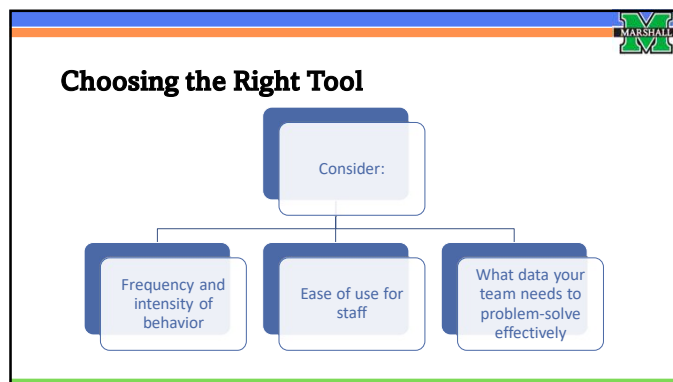 MARSHALL
Choosing the Right Tool
Consider:
Frequency and
intensity of
behavior
Ease of use for
staff
What data your
team needs to
problem-solve
effectively